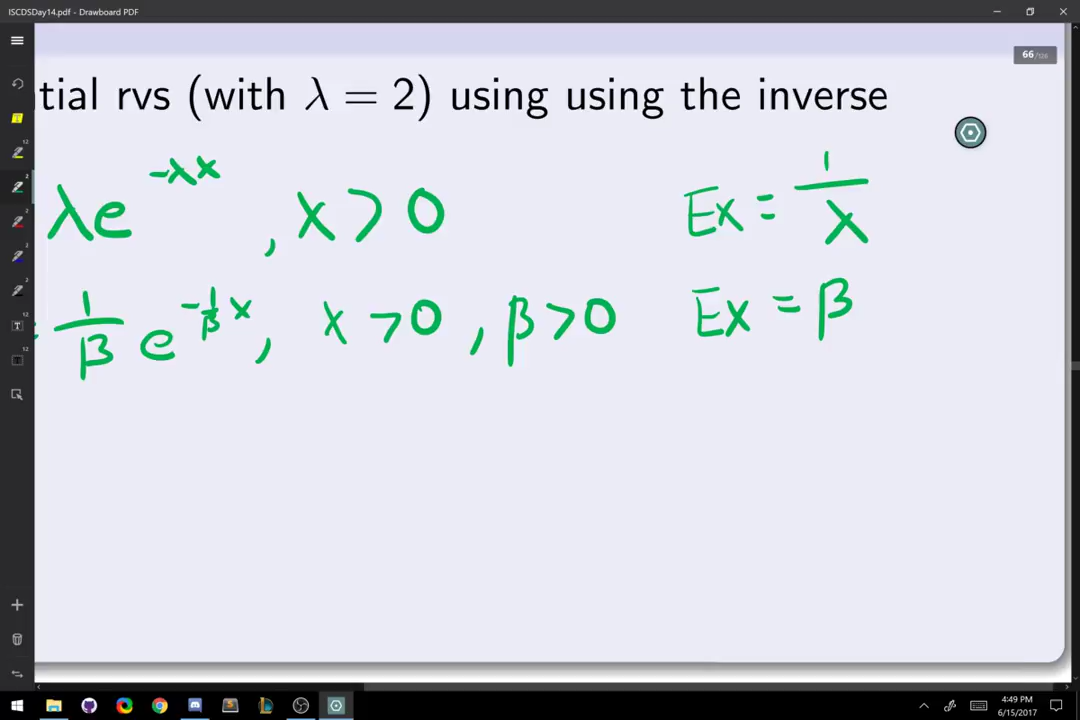 ISCDSDay14.pdf - Drawboard PDF
66/126
tial rvs (with λ = 2) using using the inverse
λe^{-λx}, x > 0
Ex = 1/λ
= 1/β e^{-1/β x}, x > 0, β > 0
Ex = β
4:49 PM
6/15/2017